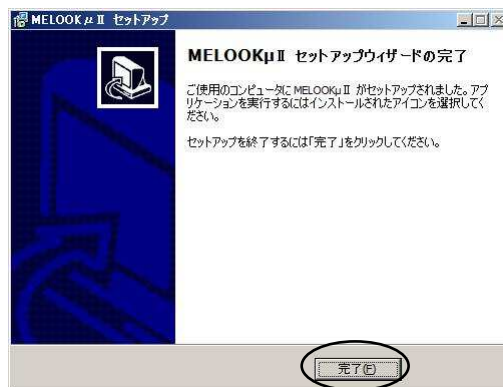 MELOOKμⅡ セットアップ
MELOOKμⅡ セットアップウィザードの完了
ご使用のコンピュータに MELOOKμⅡ がセットアップされました。アプ
リケーションを実行するにはインストールされたアイコンを選択してく
ださい。
セットアップを終了するには「完了」をクリックしてください。
完了(F)